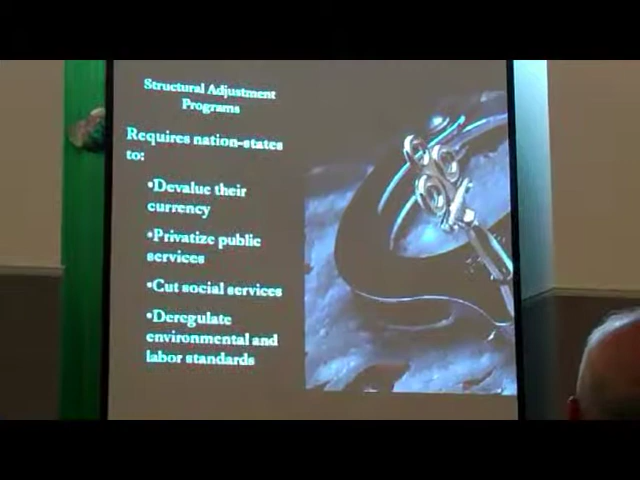 Structural Adjustment
Programs
Requires nation-states
to:
•Devalue their
currency
•Privatize public
services
•Cut social services
•Deregulate
environmental and
labor standards